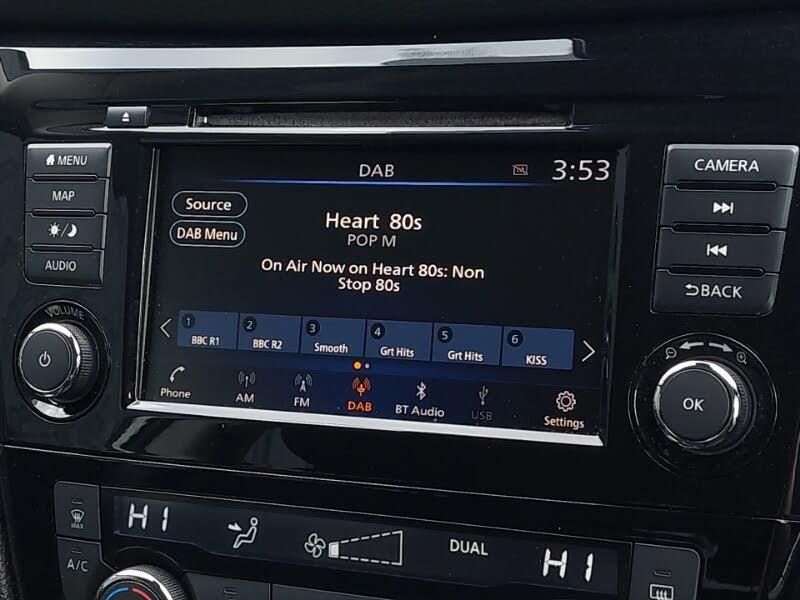 DAB
3:53
Source
DAB Menu
Heart 80s
POP M
On Air Now on Heart 80s: Non
Stop 80s
1
BBC R1
2
BBC R2
3
Smooth
4
Grt Hits
5
Grt Hits
6
KISS
Phone
AM
FM
DAB
BT Audio
USB
Settings
MENU
MAP
AUDIO
VOLUME
CAMERA
BACK
OK
MAX
A/C
HI
DUAL
HI